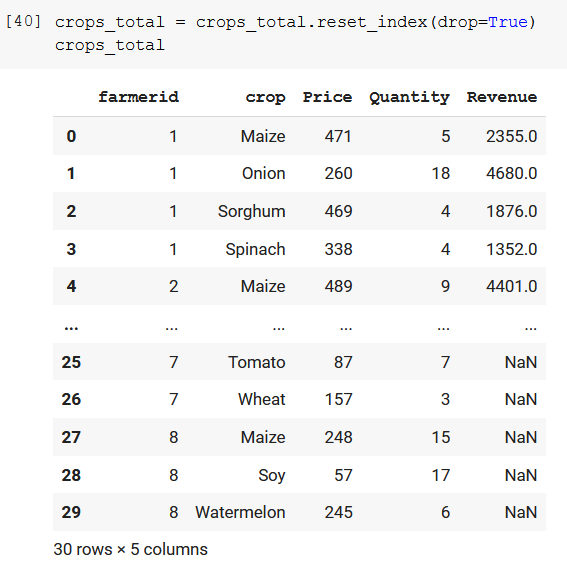 [40] crops_total = crops_total.reset_index(drop=True)
crops_total
farmerid crop Price Quantity Revenue
0 1 Maize 471 5 2355.0
1 1 Onion 260 18 4680.0
2 1 Sorghum 469 4 1876.0
3 1 Spinach 338 4 1352.0
4 2 Maize 489 9 4401.0
... ... ... ... ... ...
25 7 Tomato 87 7 NaN
26 7 Wheat 157 3 NaN
27 8 Maize 248 15 NaN
28 8 Soy 57 17 NaN
29 8 Watermelon 245 6 NaN
30 rows × 5 columns